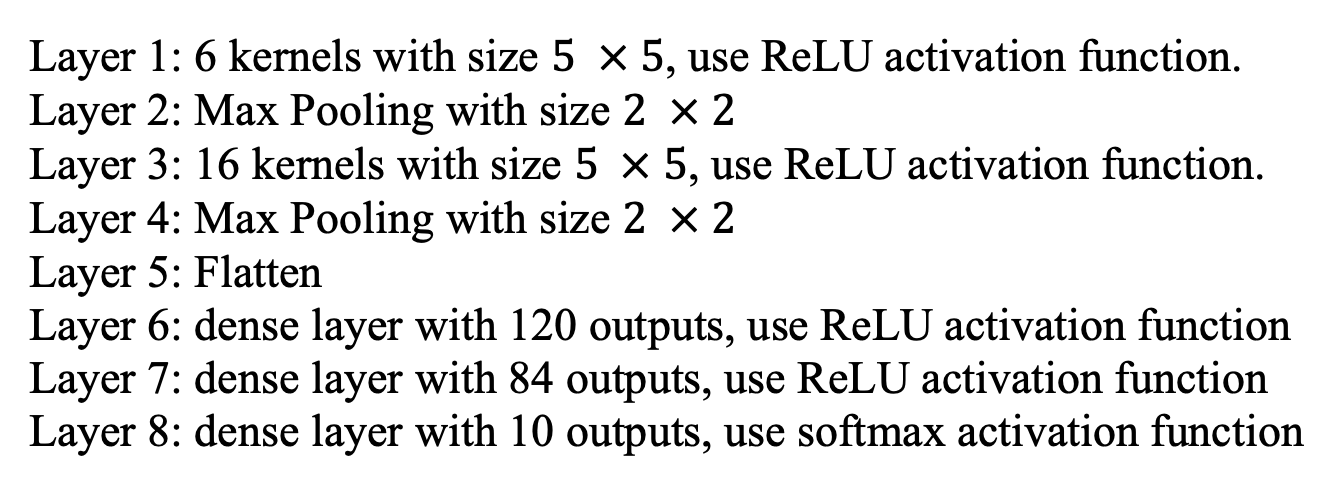 Layer 1: 6 kernels with size 5 × 5, use ReLU activation function.
Layer 2: Max Pooling with size 2 × 2
Layer 3: 16 kernels with size 5 × 5, use ReLU activation function.
Layer 4: Max Pooling with size 2 × 2
Layer 5: Flatten
Layer 6: dense layer with 120 outputs, use ReLU activation function
Layer 7: dense layer with 84 outputs, use ReLU activation function
Layer 8: dense layer with 10 outputs, use softmax activation function